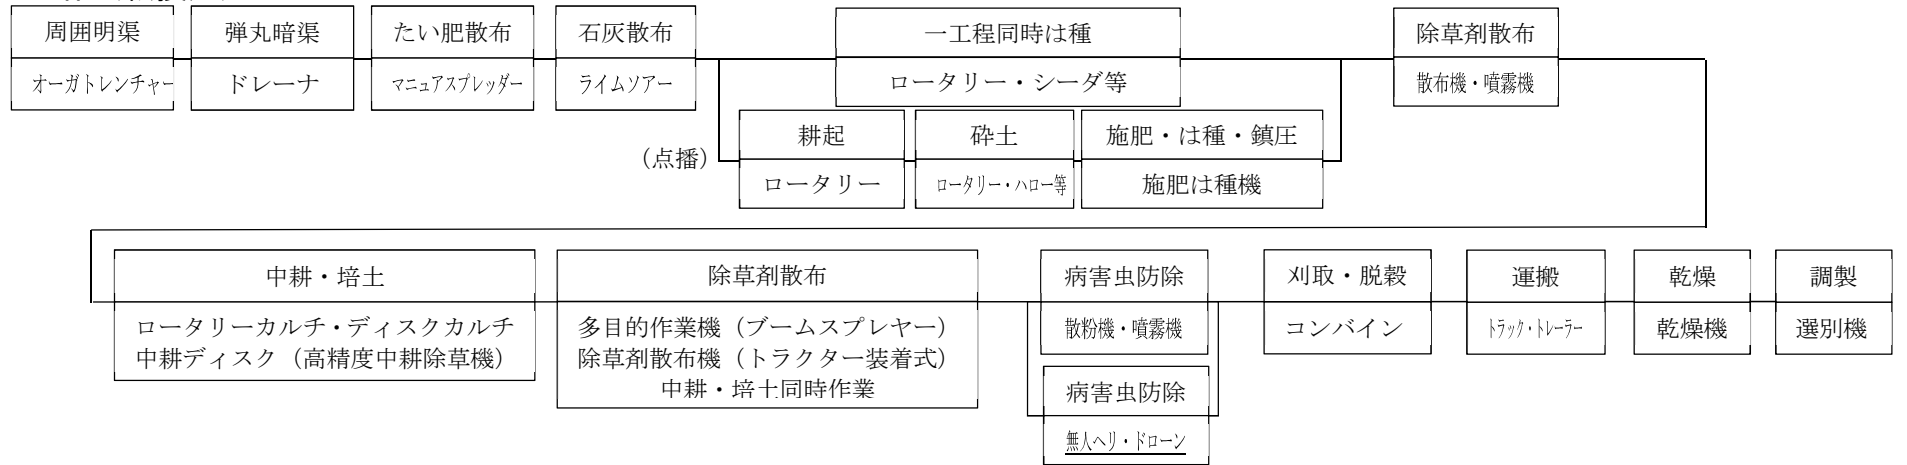 周囲明渠
オーガトレンチャー
弾丸暗渠
ドレーナ
たい肥散布
マニュアスプレッダー
石灰散布
ライムソアー
一工程同時は種
ロータリー・シーダ等
(点播)
耕起
ロータリー
砕土
ロータリー・ハロー等
施肥・は種・鎮圧
施肥は種機
除草剤散布
散布機・噴霧機
中耕・培土
ロータリーカルチ・ディスクカルチ
中耕ディスク(高精度中耕除草機)
除草剤散布
多目的作業機(ブームスプレヤー)
除草剤散布機(トラクター装着式)
中耕・培土同時作業
病害虫防除
散粉機・噴霧機
病害虫防除
無人ヘリ・ドローン
刈取・脱穀
コンバイン
運搬
トラック・トレーラー
乾燥
乾燥機
調製
選別機